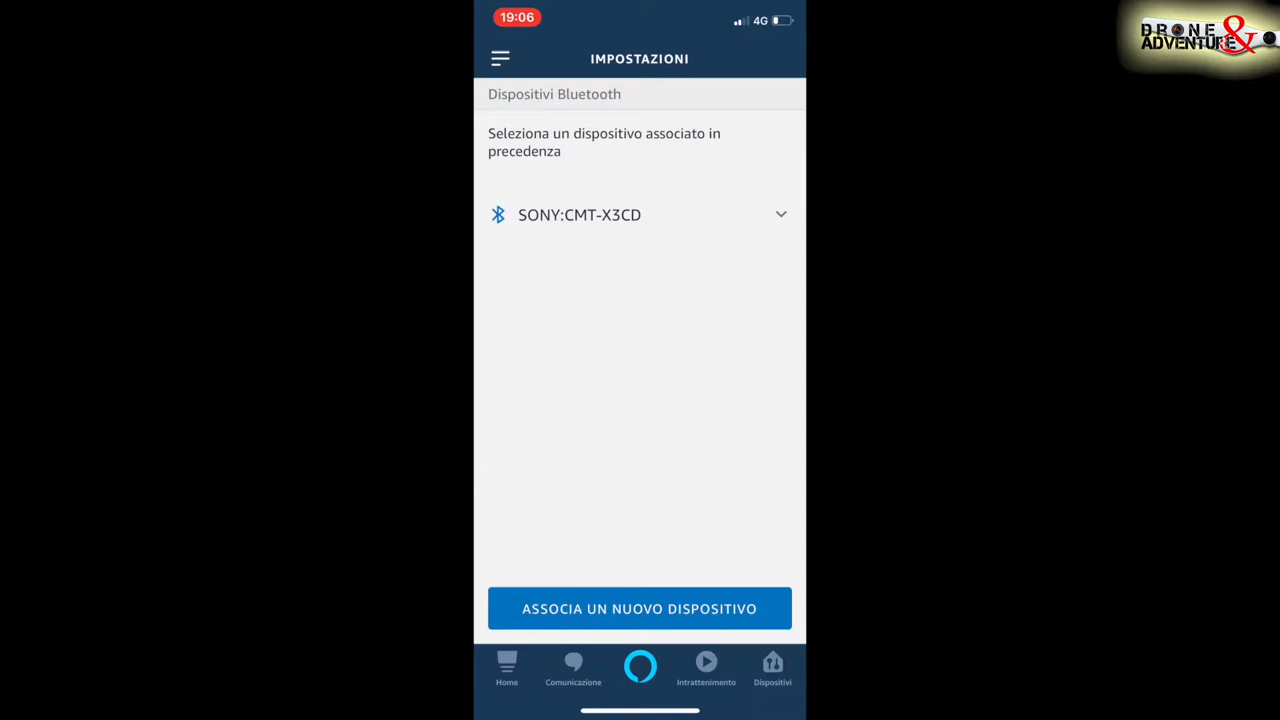 19:06
4G
DRONE & ADVENTURE
IMPOSTAZIONI
Dispositivi Bluetooth
Seleziona un dispositivo associato in
precedenza
SONY:CMT-X3CD
ASSOCIA UN NUOVO DISPOSITIVO
Home
Comunicazione
Intrattenimento
Dispositivi